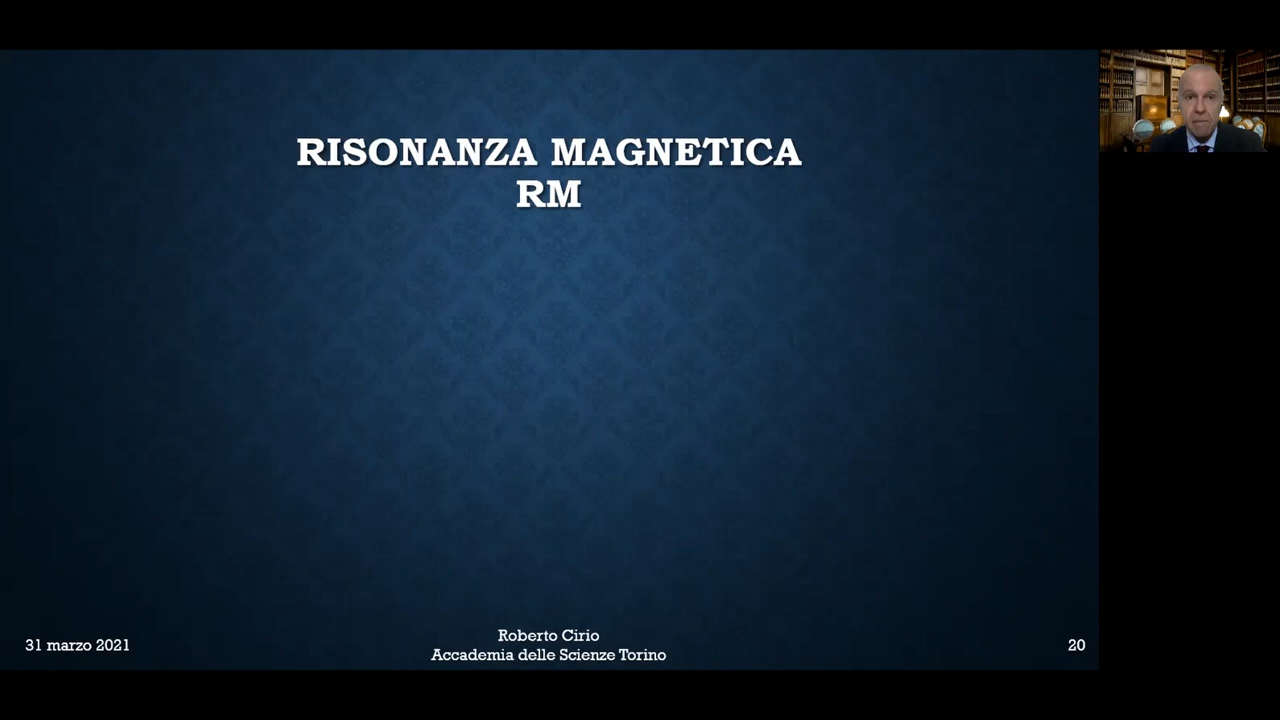 RISONANZA MAGNETICA
RM
31 marzo 2021
Roberto Cirio
Accademia delle Scienze Torino
20